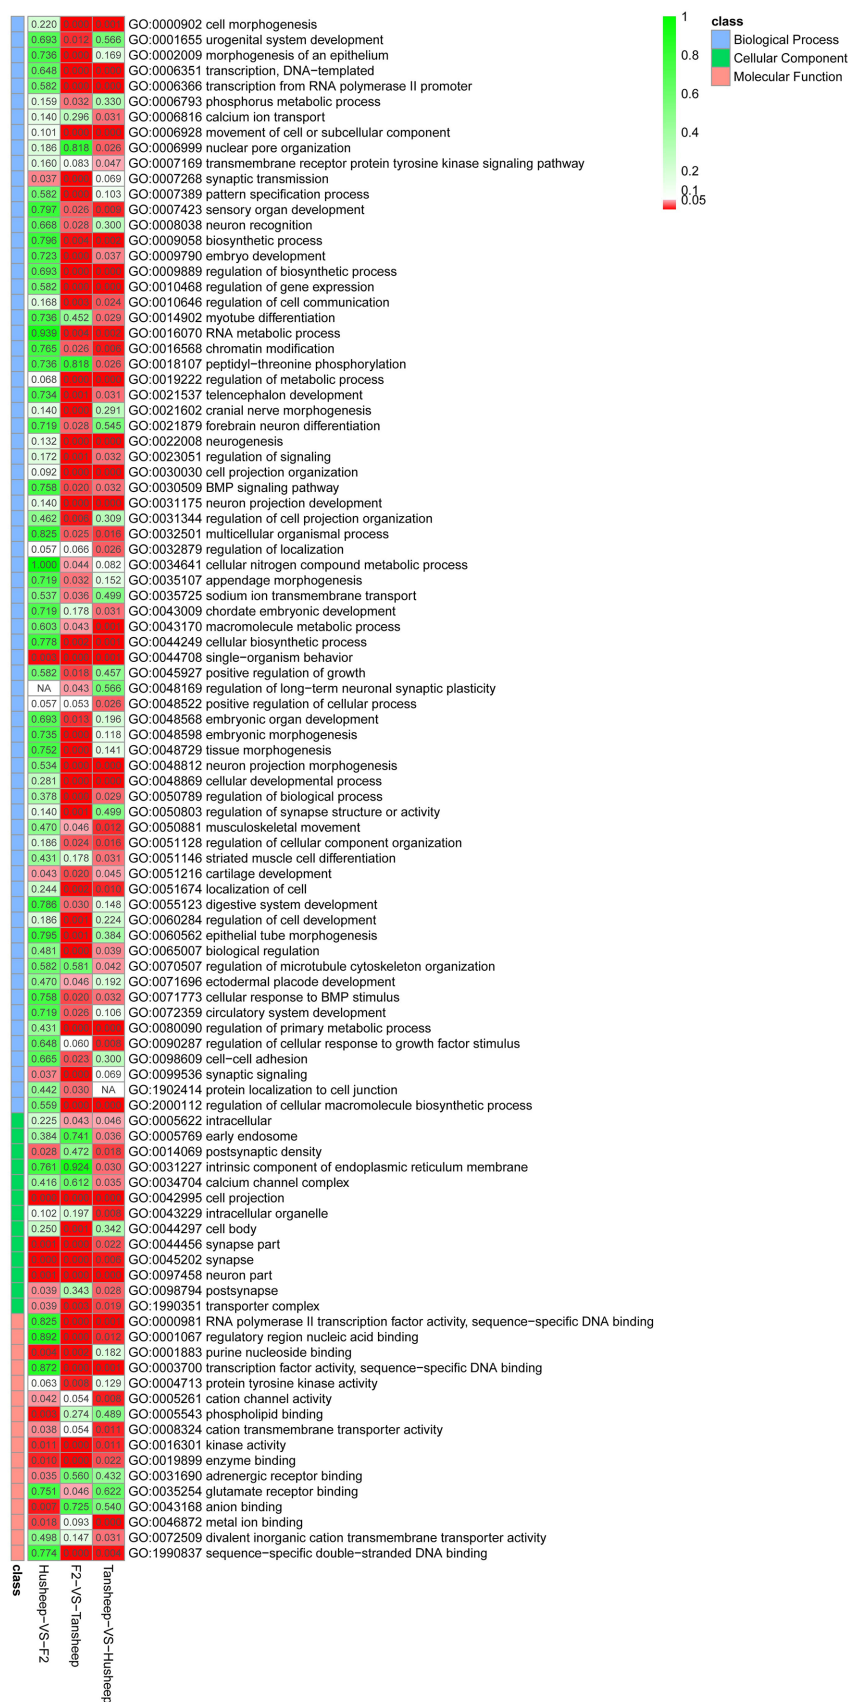 0.220 GO:0000902 cell morphogenesis
0.693 0.012 0.566 GO:0001655 urogenital system development
0.736 0.169 GO:0002009 morphogenesis of an epithelium
0.648 GO:0006351 transcription, DNA−templated
0.582 GO:0006366 transcription from RNA polymerase II promoter
0.159 0.032 0.330 GO:0006793 phosphorus metabolic process
0.140 0.296 0.031 GO:0006816 calcium ion transport
0.101 GO:0006928 movement of cell or subcellular component
0.186 0.818 0.026 GO:0006999 nuclear pore organization
0.160 0.083 0.047 GO:0007169 transmembrane receptor protein tyrosine kinase signaling pathway
0.037 0.069 GO:0007268 synaptic transmission
0.582 0.103 GO:0007389 pattern specification process
0.797 0.026 GO:0007423 sensory organ development
0.668 0.028 0.300 GO:0008038 neuron recognition
0.796 GO:0009058 biosynthetic process
0.723 0.037 GO:0009790 embryo development
0.693 GO:0009889 regulation of biosynthetic process
0.582 GO:0010468 regulation of gene expression
0.168 0.024 GO:0010646 regulation of cell communication
0.736 0.452 0.029 GO:0014902 myotube differentiation
0.939 GO:0016070 RNA metabolic process
0.765 0.026 GO:0016568 chromatin modification
0.736 0.818 0.026 GO:0018107 peptidyl−threonine phosphorylation
0.068 GO:0019222 regulation of metabolic process
0.734 0.031 GO:0021537 telencephalon development
0.140 0.291 GO:0021602 cranial nerve morphogenesis
0.719 0.028 0.545 GO:0021879 forebrain neuron differentiation
0.132 GO:0022008 neurogenesis
0.172 0.032 GO:0023051 regulation of signaling
0.092 GO:0030030 cell projection organization
0.758 0.020 0.032 GO:0030509 BMP signaling pathway
0.140 GO:0031175 neuron projection development
0.462 0.309 GO:0031344 regulation of cell projection organization
0.825 0.025 0.016 GO:0032501 multicellular organismal process
0.057 0.066 0.026 GO:0032879 regulation of localization
1.000 0.044 0.082 GO:0034641 cellular nitrogen compound metabolic process
0.719 0.032 0.152 GO:0035107 appendage morphogenesis
0.537 0.036 0.499 GO:0035725 sodium ion transmembrane transport
0.719 0.178 0.031 GO:0043009 chordate embryonic development
0.603 0.043 GO:0043170 macromolecule metabolic process
0.778 GO:0044249 cellular biosynthetic process
GO:0044708 single−organism behavior
0.582 0.018 0.457 GO:0045927 positive regulation of growth
NA 0.043 0.566 GO:0048169 regulation of long−term neuronal synaptic plasticity
0.057 0.053 0.026 GO:0048522 positive regulation of cellular process
0.693 0.013 0.196 GO:0048568 embryonic organ development
0.735 0.118 GO:0048598 embryonic morphogenesis
0.752 0.141 GO:0048729 tissue morphogenesis
0.534 GO:0048812 neuron projection morphogenesis
0.281 GO:0048869 cellular developmental process
0.378 0.029 GO:0050789 regulation of biological process
0.140 0.499 GO:0050803 regulation of synapse structure or activity
0.470 0.046 0.012 GO:0050881 musculoskeletal movement
0.186 0.024 0.016 GO:0051128 regulation of cellular component organization
0.431 0.178 0.031 GO:0051146 striated muscle cell differentiation
0.043 0.020 0.045 GO:0051216 cartilage development
0.244 0.010 GO:0051674 localization of cell
0.786 0.030 0.148 GO:0055123 digestive system development
0.186 0.224 GO:0060284 regulation of cell development
0.795 0.384 GO:0060562 epithelial tube morphogenesis
0.481 0.039 GO:0065007 biological regulation
0.582 0.581 0.042 GO:0070507 regulation of microtubule cytoskeleton organization
0.470 0.046 0.192 GO:0071696 ectodermal placode development
0.758 0.020 0.032 GO:0071773 cellular response to BMP stimulus
0.719 0.026 0.106 GO:0072359 circulatory system development
0.431 GO:0080090 regulation of primary metabolic process
0.648 0.060 GO:0090287 regulation of cellular response to growth factor stimulus
0.665 0.023 0.300 GO:0098609 cell−cell adhesion
0.037 0.069 GO:0099536 synaptic signaling
0.442 0.030 NA GO:1902414 protein localization to cell junction
0.559 GO:2000112 regulation of cellular macromolecule biosynthetic process
0.225 0.043 0.046 GO:0005622 intracellular
0.384 0.741 0.036 GO:0005769 early endosome
0.028 0.472 0.018 GO:0014069 postsynaptic density
0.761 0.924 0.030 GO:0031227 intrinsic component of endoplasmic reticulum membrane
0.416 0.612 0.035 GO:0034704 calcium channel complex
GO:0042995 cell projection
0.102 0.197 GO:0043229 intracellular organelle
0.250 0.342 GO:0044297 cell body
0.022 GO:0044456 synapse part
GO:0045202 synapse
GO:0097458 neuron part
0.039 0.343 0.028 GO:0098794 postsynapse
0.039 0.019 GO:1990351 transporter complex
0.825 GO:0000981 RNA polymerase II transcription factor activity, sequence−specific DNA binding
0.892 0.012 GO:0001067 regulatory region nucleic acid binding
0.182 GO:0001883 purine nucleoside binding
0.872 GO:0003700 transcription factor activity, sequence−specific DNA binding
0.063 0.129 GO:0004713 protein tyrosine kinase activity
0.042 0.054 GO:0005261 cation channel activity
0.274 0.489 GO:0005543 phospholipid binding
0.038 0.054 0.011 GO:0008324 cation transmembrane transporter activity
0.011 0.011 GO:0016301 kinase activity
0.010 0.022 GO:0019899 enzyme binding
0.035 0.560 0.432 GO:0031690 adrenergic receptor binding
0.751 0.046 0.622 GO:0035254 glutamate receptor binding
0.007 0.725 0.540 GO:0043168 anion binding
0.018 0.093 GO:0046872 metal ion binding
0.498 0.147 0.031 GO:0072509 divalent inorganic cation transmembrane transporter activity
0.774 GO:1990837 sequence−specific double−stranded DNA binding
class
Husheep−VS−F2
F2−VS−Tansheep
Tansheep−VS−Husheep
1
0.8
0.6
0.4
0.2
0.1
0.05
class
Biological Process
Cellular Component
Molecular Function